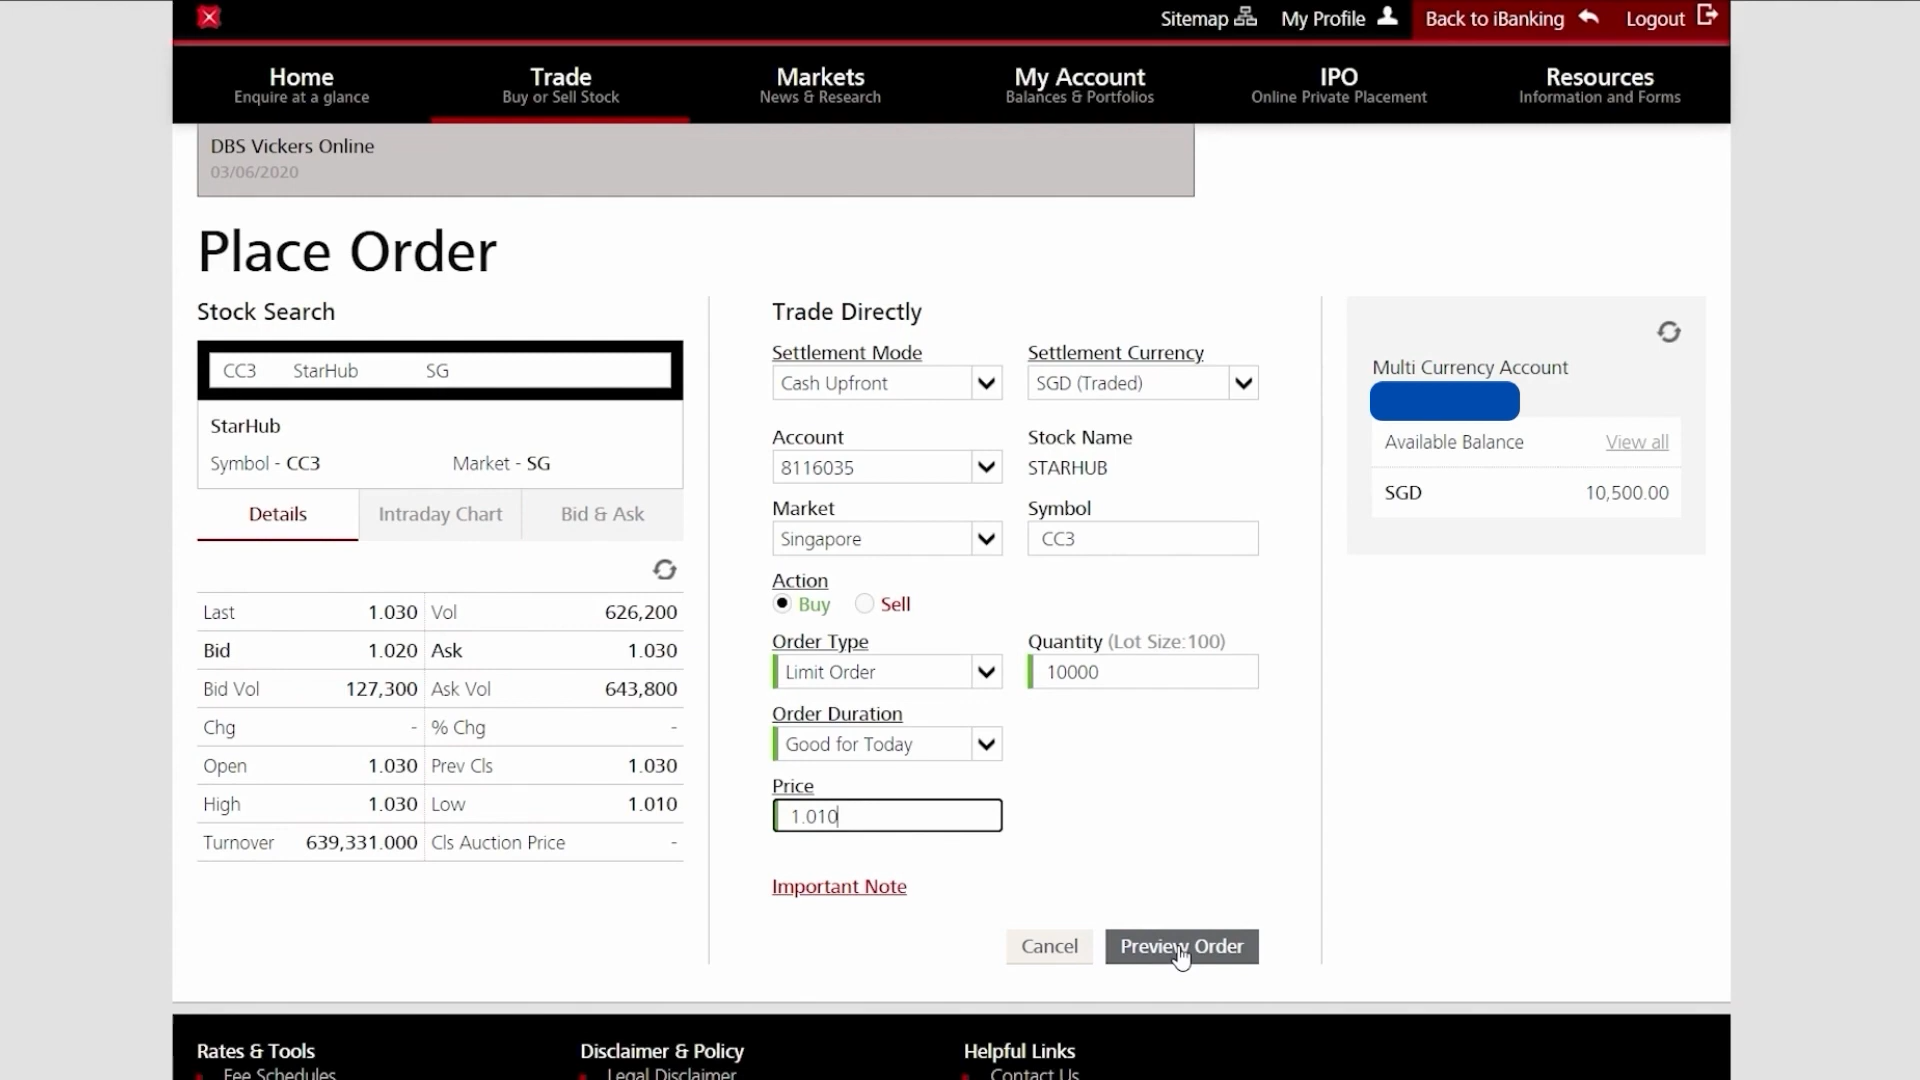 Sitemap My Profile Back to iBanking Logout
Home Trade Markets My Account IPO Resources
Enquire at a glance Buy or Sell Stock News & Research Balances & Portfolios Online Private Placement Information and Forms
DBS Vickers Online
03/06/2020
Place Order
Stock Search
CC3 StarHub SG
StarHub
Symbol - CC3 Market - SG
Details Intraday Chart Bid & Ask
Last 1.030 Vol 626,200
Bid 1.020 Ask 1.030
Bid Vol 127,300 Ask Vol 643,800
Chg - % Chg -
Open 1.030 Prev Cls 1.030
High 1.030 Low 1.010
Turnover 639,331.000 Cls Auction Price -
Trade Directly
Settlement Mode Settlement Currency
Cash Upfront SGD (Traded)
Account Stock Name
8116035 STARHUB
Market Symbol
Singapore CC3
Action
Buy Sell
Order Type Quantity (Lot Size:100)
Limit Order 10000
Order Duration
Good for Today
Price
1.010
Important Note
Cancel Preview Order
Multi Currency Account
Available Balance View all
SGD 10,500.00
Rates & Tools Disclaimer & Policy Helpful Links
Fee Schedules Legal Disclaimer Contact Us